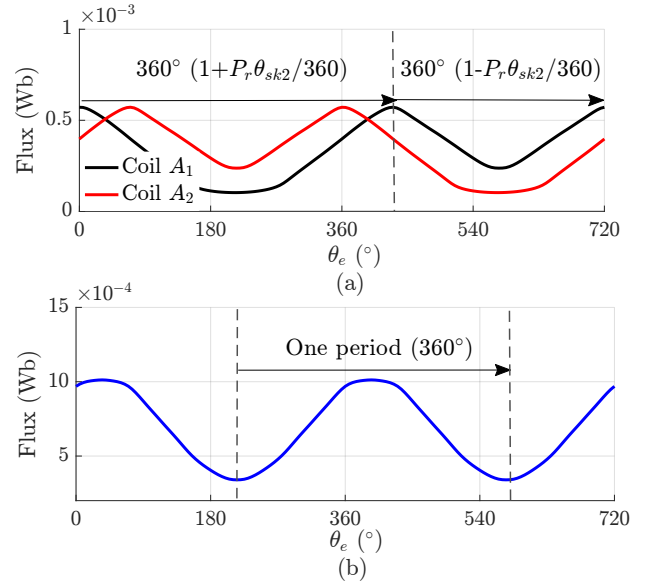 ×10⁻³
1
0.5
0
Flux (Wb)
360° (1+P_rθ_sk2/360)
360° (1-P_rθ_sk2/360)
Coil A₁
Coil A₂
0 180 360 540 720
θ_e (°)
(a)
×10⁻⁴
15
10
5
Flux (Wb)
One period (360°)
0 180 360 540 720
θ_e (°)
(b)